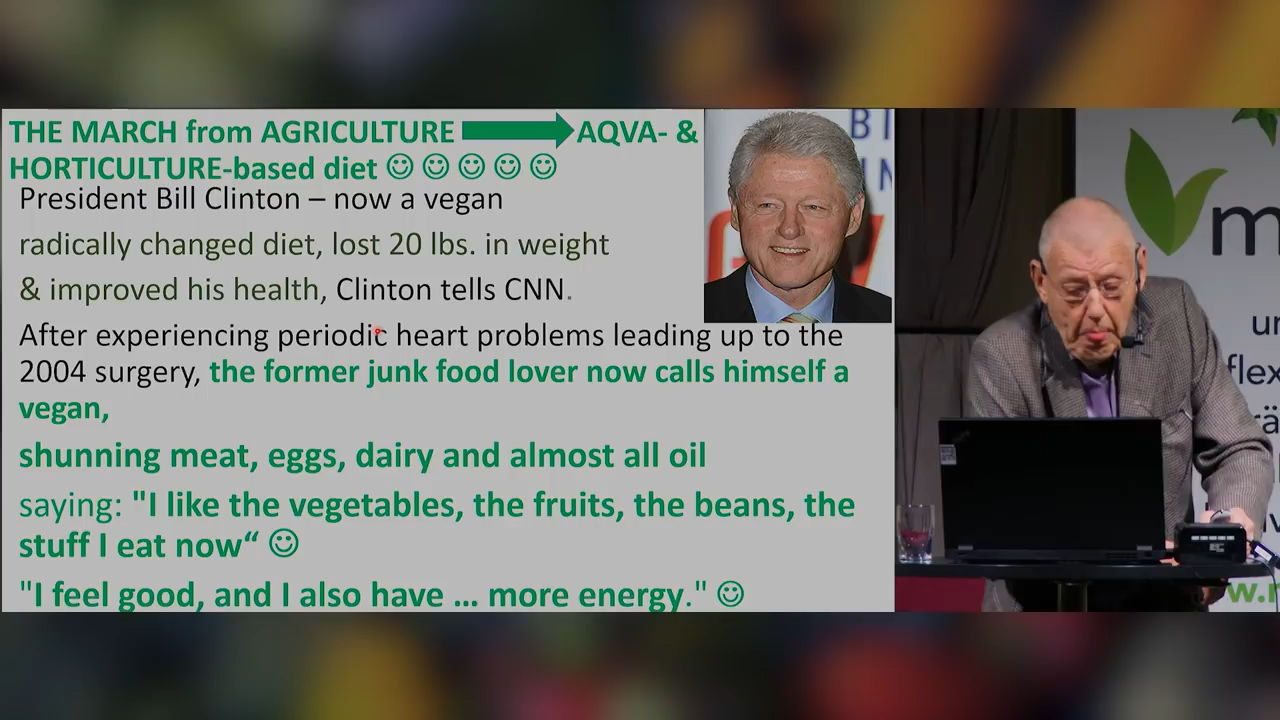 THE MARCH from AGRICULTURE AQVA- &
HORTICULTURE-based diet ☺ ☺ ☺ ☺ ☺
President Bill Clinton – now a vegan
radically changed diet, lost 20 lbs. in weight
& improved his health, Clinton tells CNN.
After experiencing periodic heart problems leading up to the
2004 surgery, the former junk food lover now calls himself a
vegan,
shunning meat, eggs, dairy and almost all oil
saying: "I like the vegetables, the fruits, the beans, the
stuff I eat now“ ☺
"I feel good, and I also have … more energy." ☺
BI
m
flex
w.